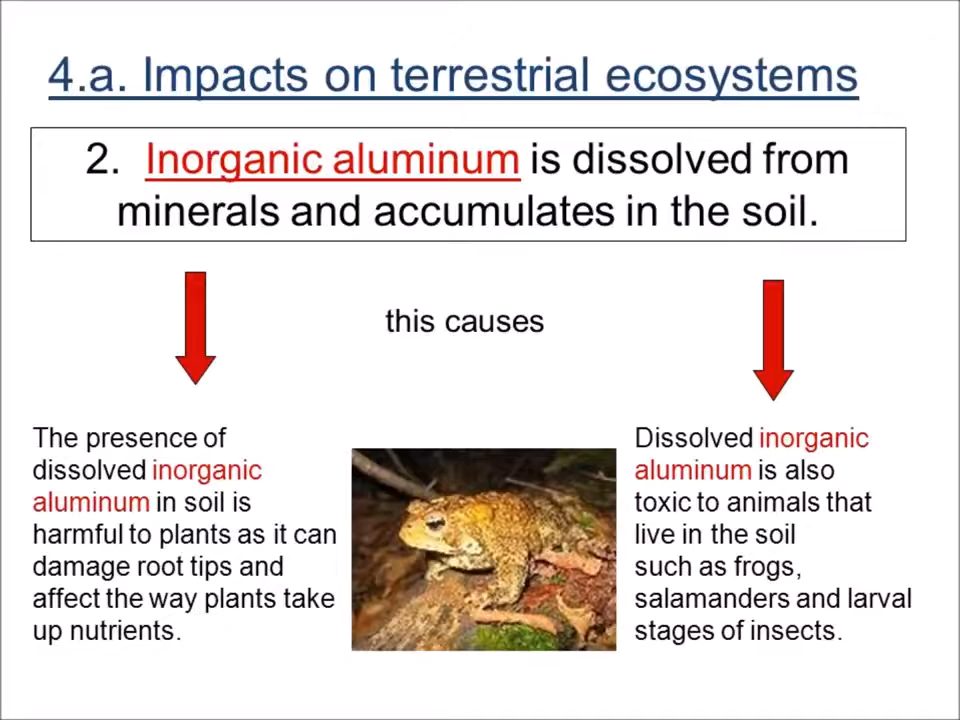 4.a. Impacts on terrestrial ecosystems
2. Inorganic aluminum is dissolved from
minerals and accumulates in the soil.
this causes
The presence of
dissolved inorganic
aluminum in soil is
harmful to plants as it can
damage root tips and
affect the way plants take
up nutrients.
Dissolved inorganic
aluminum is also
toxic to animals that
live in the soil
such as frogs,
salamanders and larval
stages of insects.